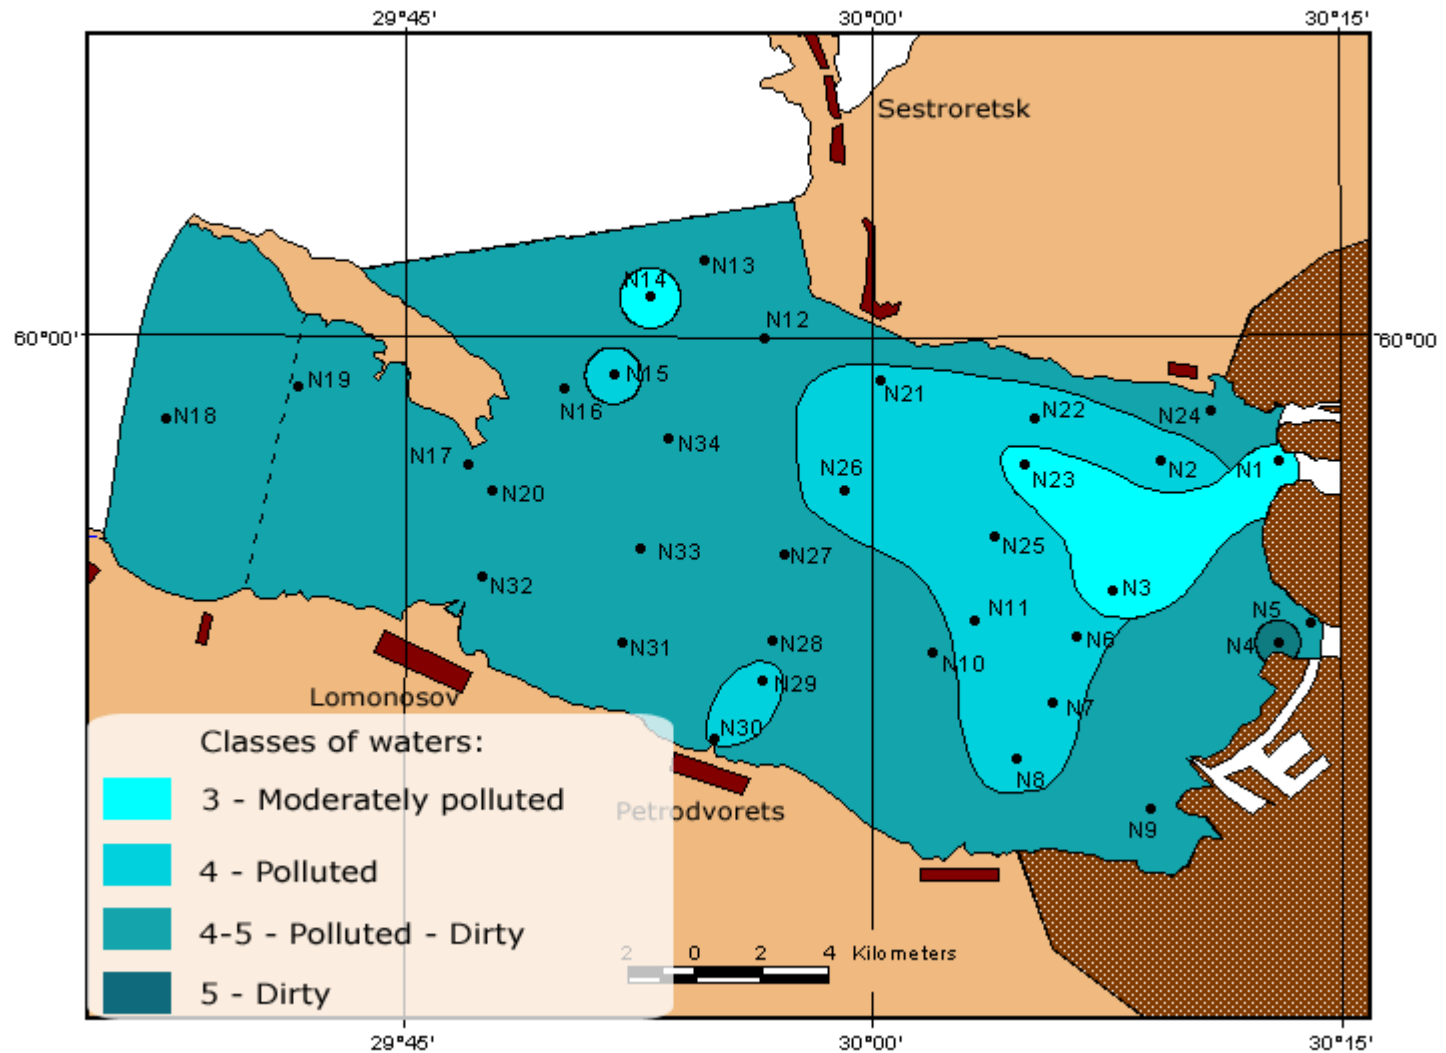 29°45'
30°00'
30°15'
Sestroretsk
N13
N14
N12
60°00'
60°00
N15
N19
N21
N16
N22
N24
N18
N34
N17
N26
N23
N2
N1
N20
N33
N27
N25
N32
N3
N11
N5
N31
N28
N10
N6
N4
N29
Lomonosov
N7
N30
Classes of waters:
N8
3 - Moderately polluted
Petrodvorets
N9
4 - Polluted
4-5 - Polluted - Dirty
2 0 2 4 Kilometers
5 - Dirty
29°45'
30°00'
30°15'